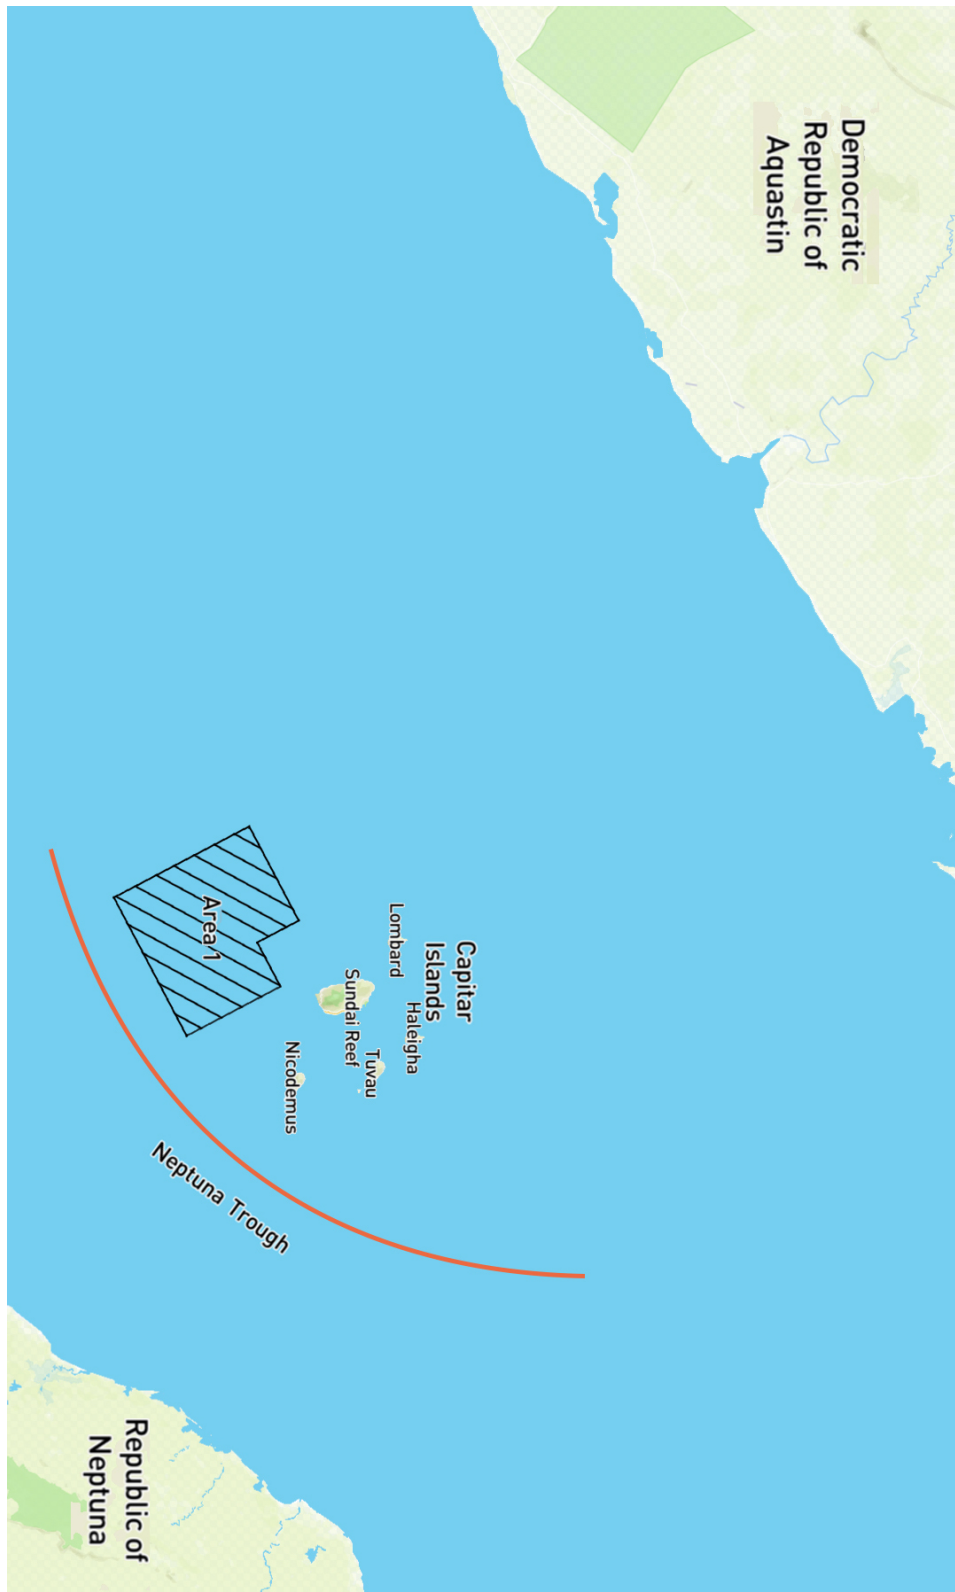 Democratic
Republic of
Aquastin
Capitar
Islands
Haleigha
Lombard
Tuvau
Sundai Reef
Nicodemus
Area 1
Neptuna Trough
Republic of
Neptuna